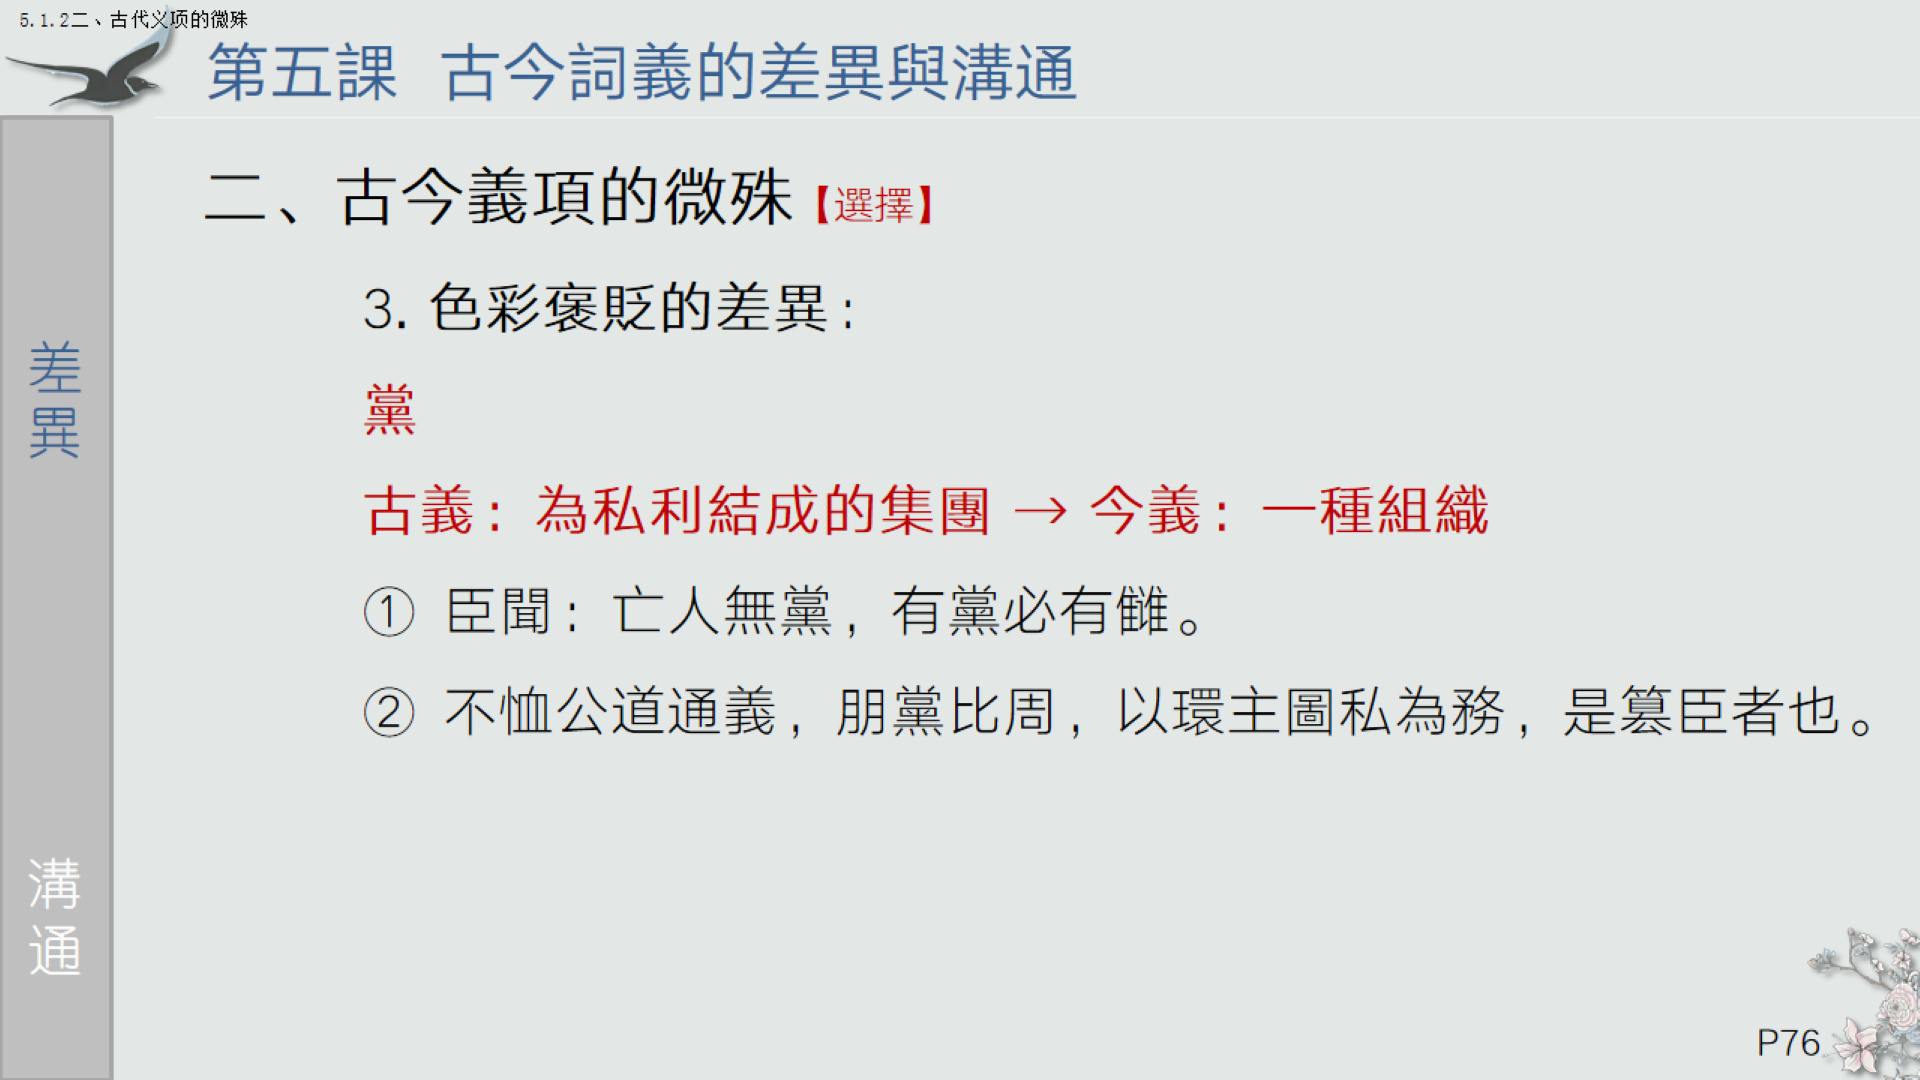 5.1.2二、古代义项的微殊
第五課 古今詞義的差異與溝通
二、古今義項的微殊【選擇】
3. 色彩褒貶的差異：
黨
古義：為私利結成的集團 → 今義：一種組織
① 臣聞：亡人無黨，有黨必有雠。
② 不恤公道通義，朋黨比周，以環主圖私為務，是篡臣者也。
差異
溝通
P76